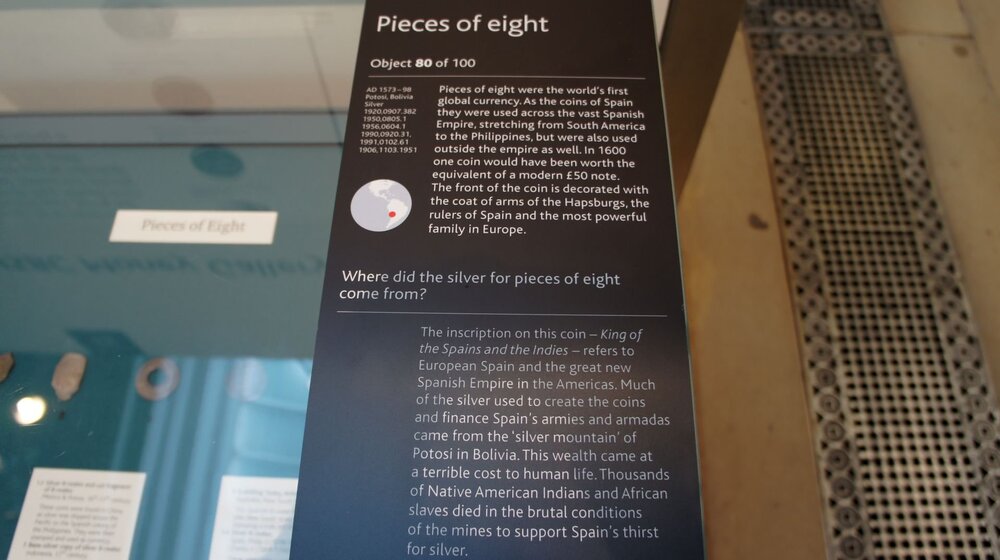 Pieces of eight
Object 80 of 100
AD 1573–98
Potosi, Bolivia
Silver
1920,0907.382
1950,0805.1
1956,0604.1
1990,0920.31,
1991,0102.61
1906,1103.1951
Pieces of eight were the world's first
global currency. As the coins of Spain
they were used across the vast Spanish
Empire, stretching from South America
to the Philippines, but were also used
outside the empire as well. In 1600
one coin would have been worth the
equivalent of a modern £50 note.
The front of the coin is decorated with
the coat of arms of the Hapsburgs, the
rulers of Spain and the most powerful
family in Europe.
Where did the silver for pieces of eight
come from?
The inscription on this coin – King of
the Spains and the Indies – refers to
European Spain and the great new
Spanish Empire in the Americas. Much
of the silver used to create the coins
and finance Spain's armies and armadas
came from the 'silver mountain' of
Potosi in Bolivia. This wealth came at
a terrible cost to human life. Thousands
of Native American Indians and African
slaves died in the brutal conditions
of the mines to support Spain's thirst
for silver.
Pieces of Eight
Money Gallery